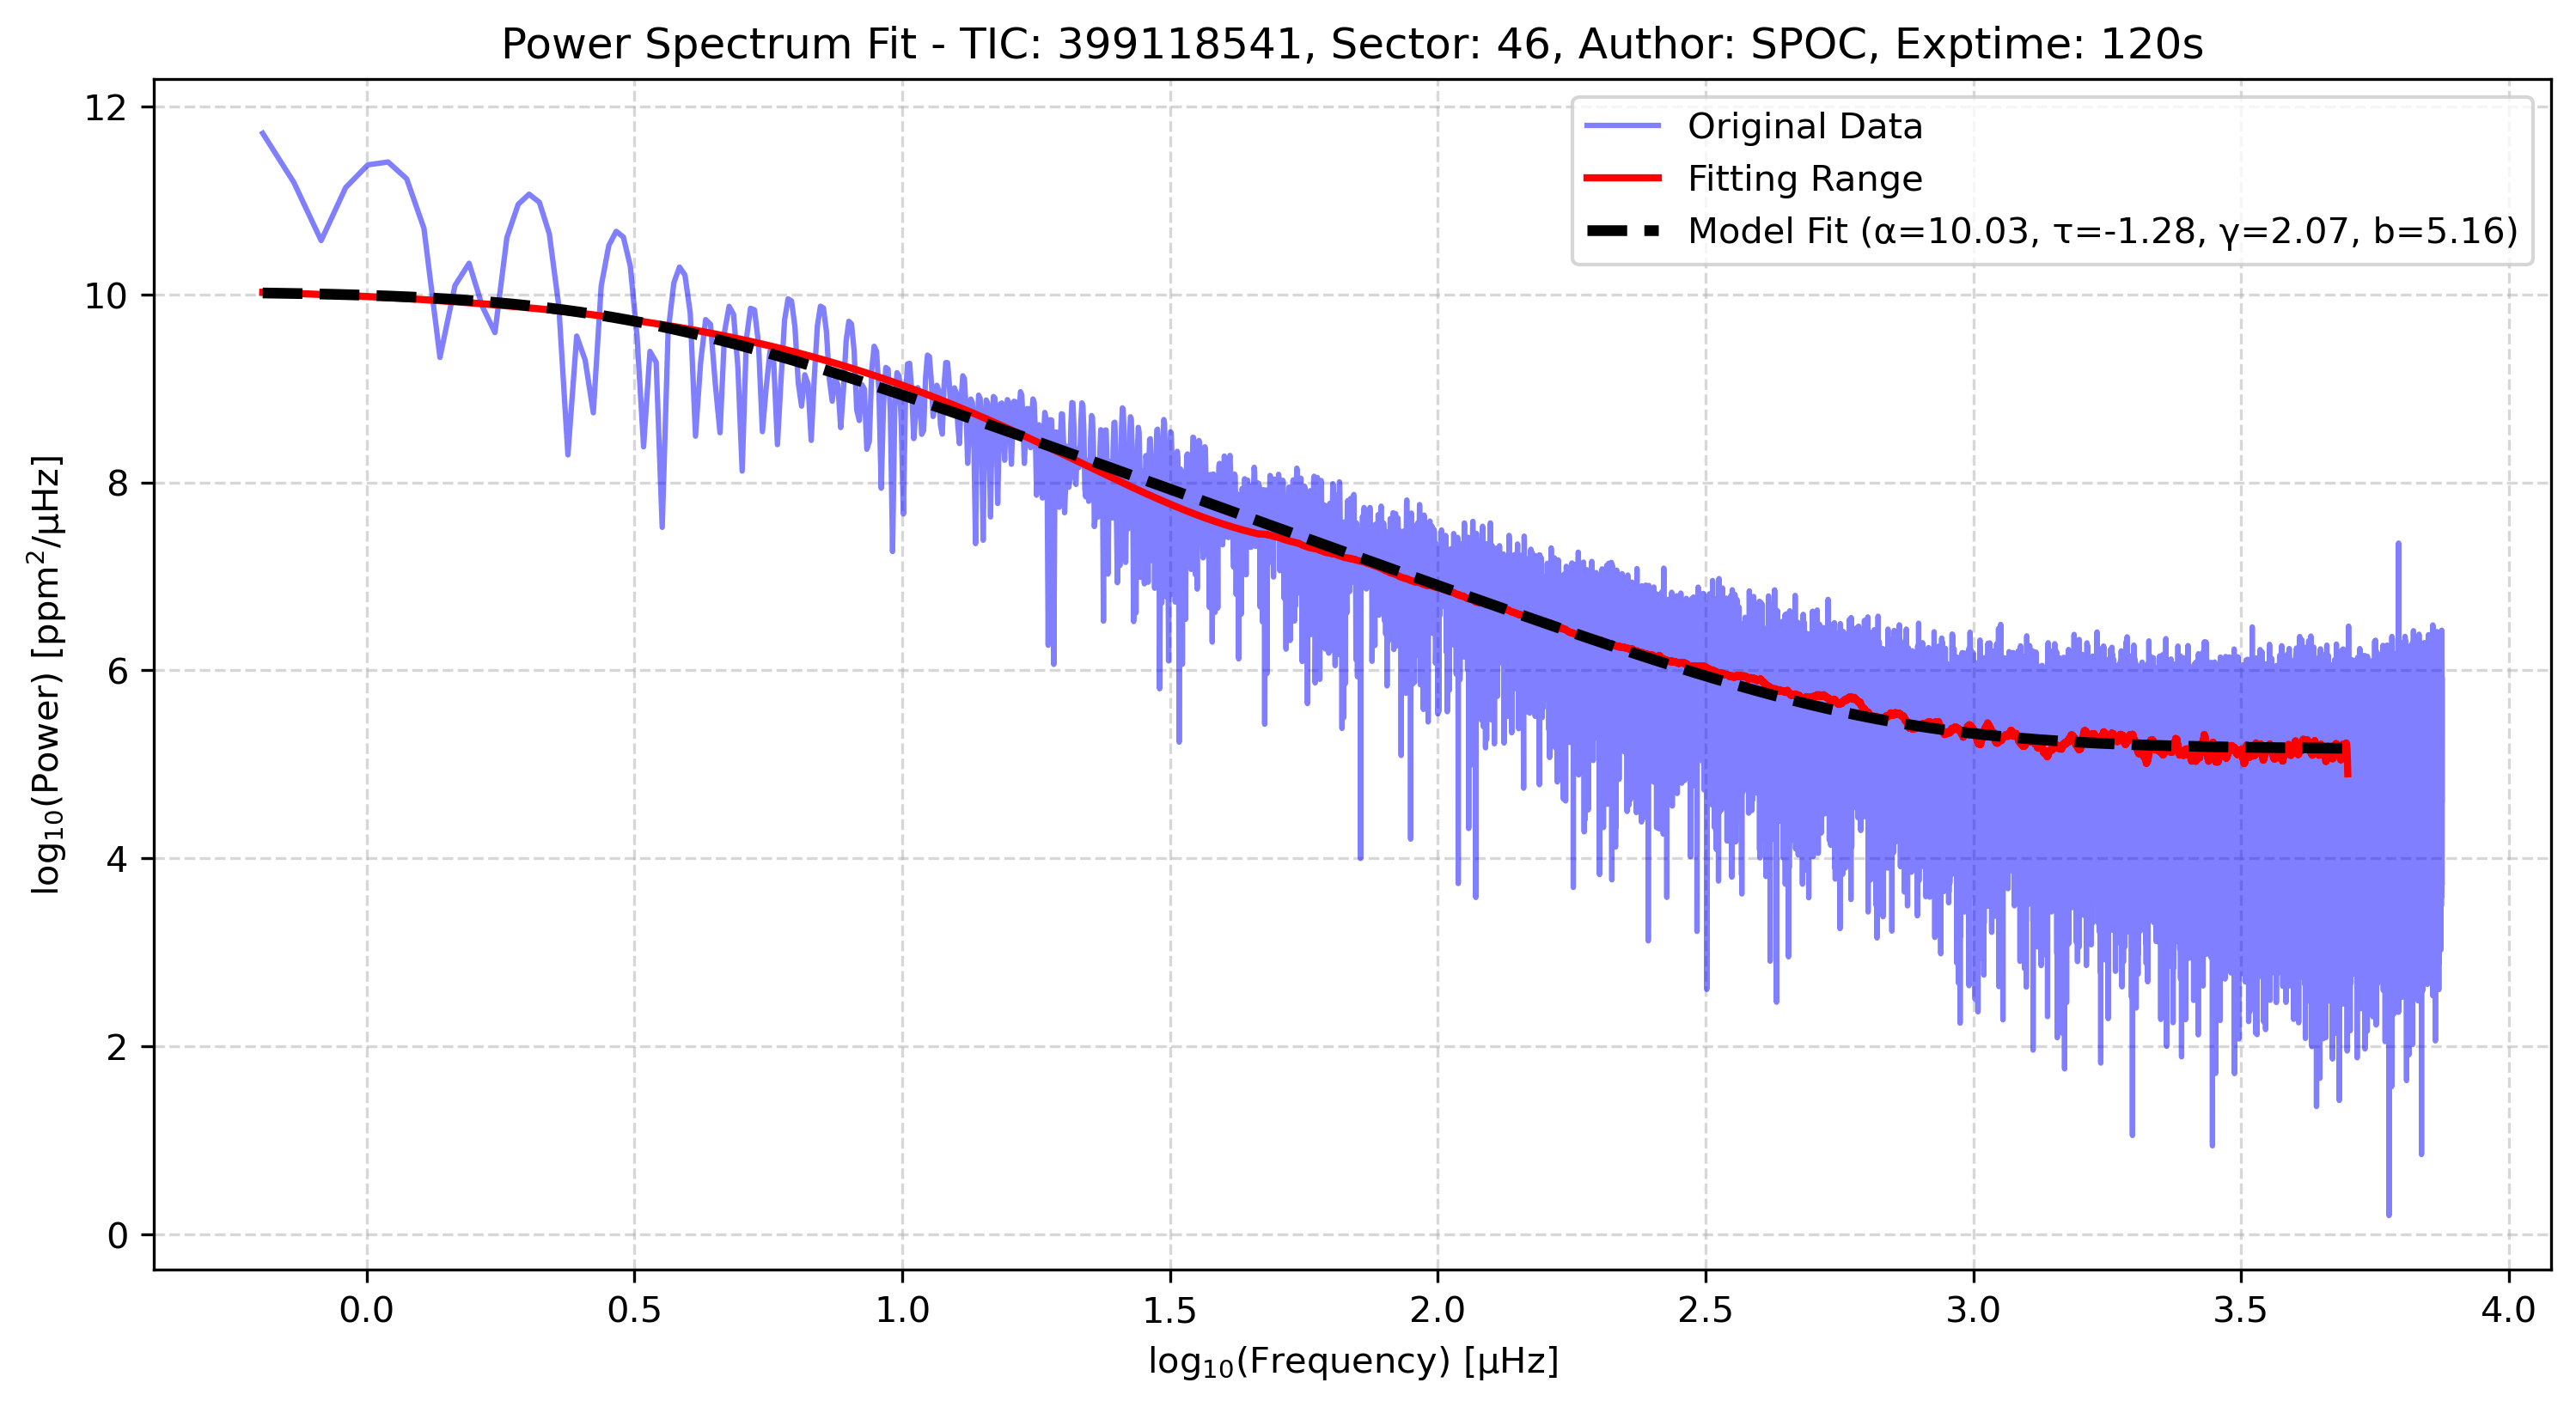 Power Spectrum Fit - TIC: 399118541, Sector: 46, Author: SPOC, Exptime: 120s
Original Data
Fitting Range
Model Fit (α=10.03, τ=-1.28, γ=2.07, b=5.16)
log₁₀(Power) [ppm²/μHz]
12
10
8
6
4
2
0
0.0 0.5 1.0 1.5 2.0 2.5 3.0 3.5 4.0
log₁₀(Frequency) [μHz]